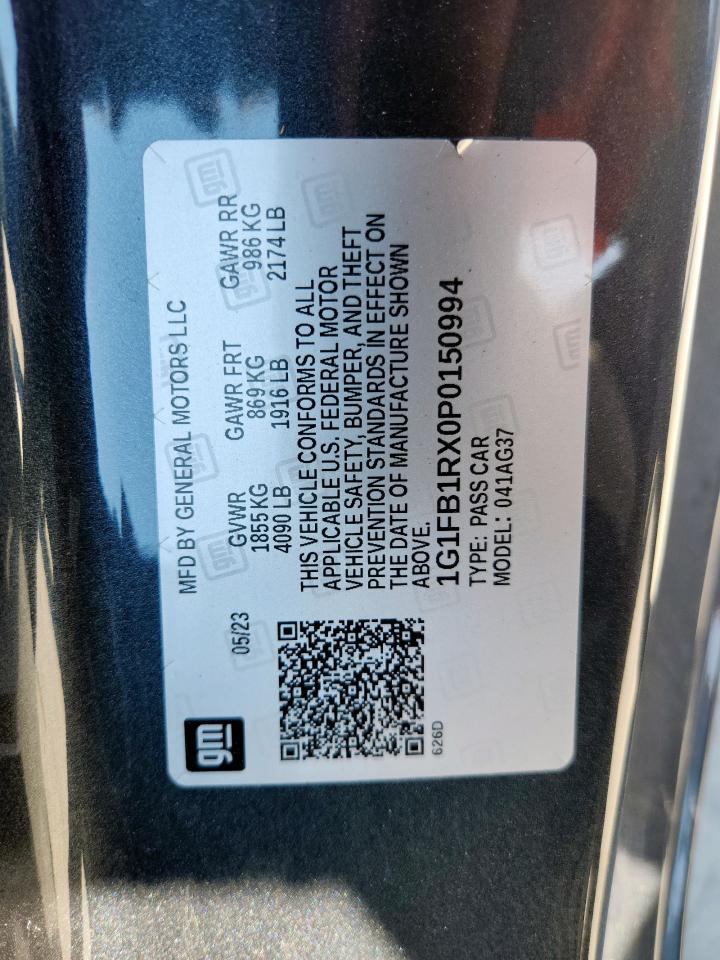 gm
MFD BY GENERAL MOTORS LLC
05/23
GVWR GAWR FRT GAWR RR
1855 KG 869 KG 986 KG
4090 LB 1916 LB 2174 LB
THIS VEHICLE CONFORMS TO ALL
APPLICABLE U.S. FEDERAL MOTOR
VEHICLE SAFETY, BUMPER, AND THEFT
PREVENTION STANDARDS IN EFFECT ON
THE DATE OF MANUFACTURE SHOWN
ABOVE.
1G1FB1RX0P0150994
TYPE: PASS CAR
MODEL: 041AG37
626D